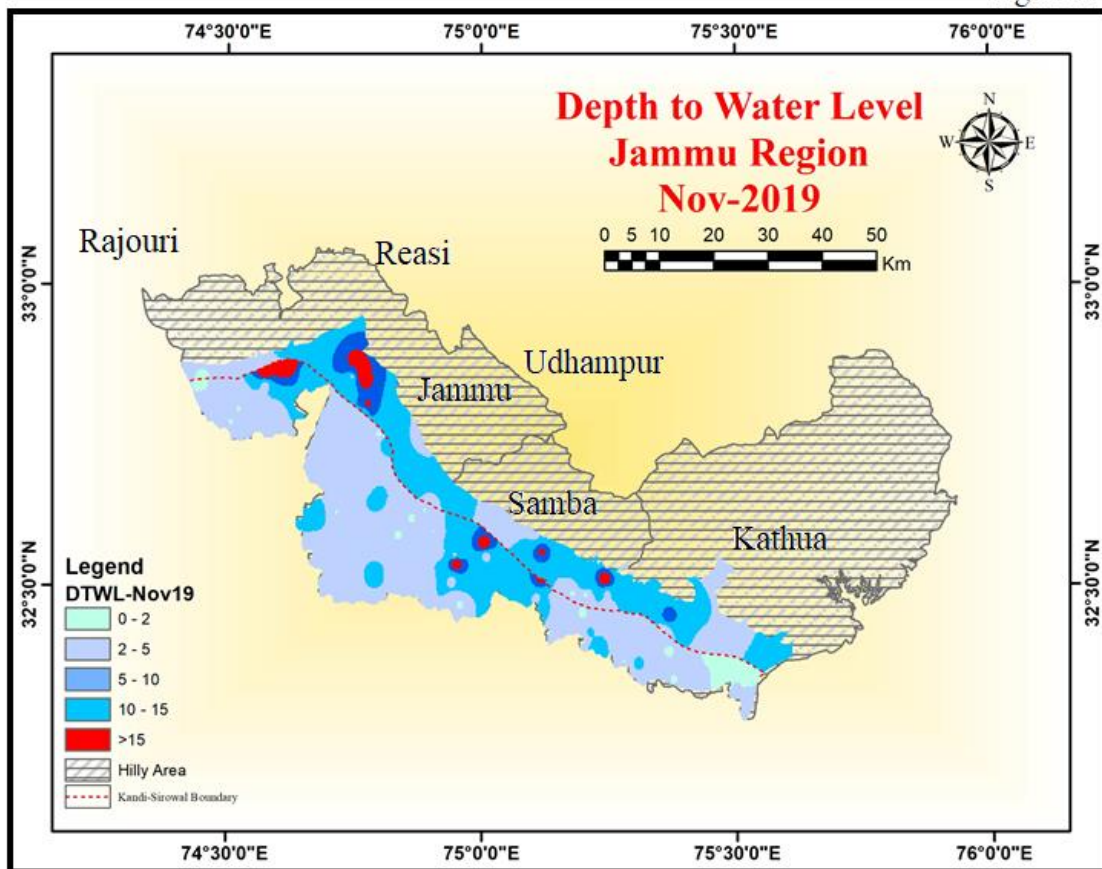 74°30'0"E 75°0'0"E 75°30'0"E 76°0'0"E
Depth to Water Level
Jammu Region
Nov-2019
N
W E
S
0 5 10 20 30 40 50
Km
Rajouri
Reasi
33°0'0"N 33°0'0"N
Udhampur
Jammu
Samba
Kathua
32°30'0"N 32°30'0"N
Legend
DTWL-Nov19
0 - 2
2 - 5
5 - 10
10 - 15
>15
Hilly Area
Kandi-Sirowal Boundary
74°30'0"E 75°0'0"E 75°30'0"E 76°0'0"E